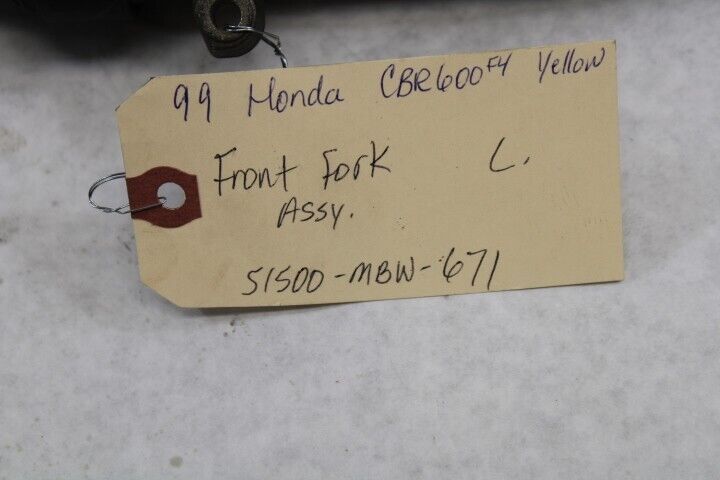 99 Honda CBR600F4 Yellow
Front Fork L.
Assy.
51500-MBW-671